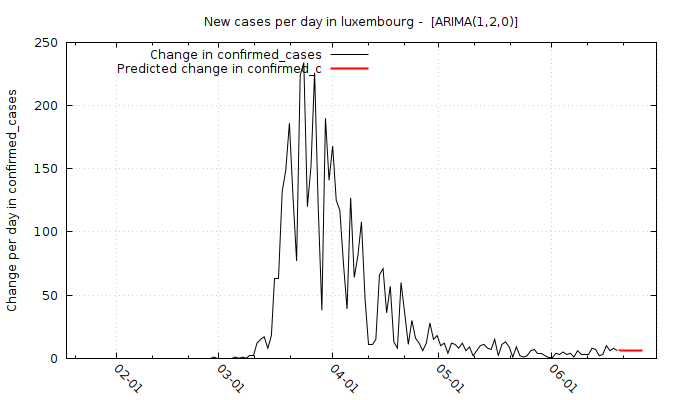 New cases per day in luxembourg -  [ARIMA(1,2,0)]
Change in confirmed_cases
Predicted change in confirmed_c
Change per day in confirmed_cases
250
200
150
100
50
0
02-01
03-01
04-01
05-01
06-01